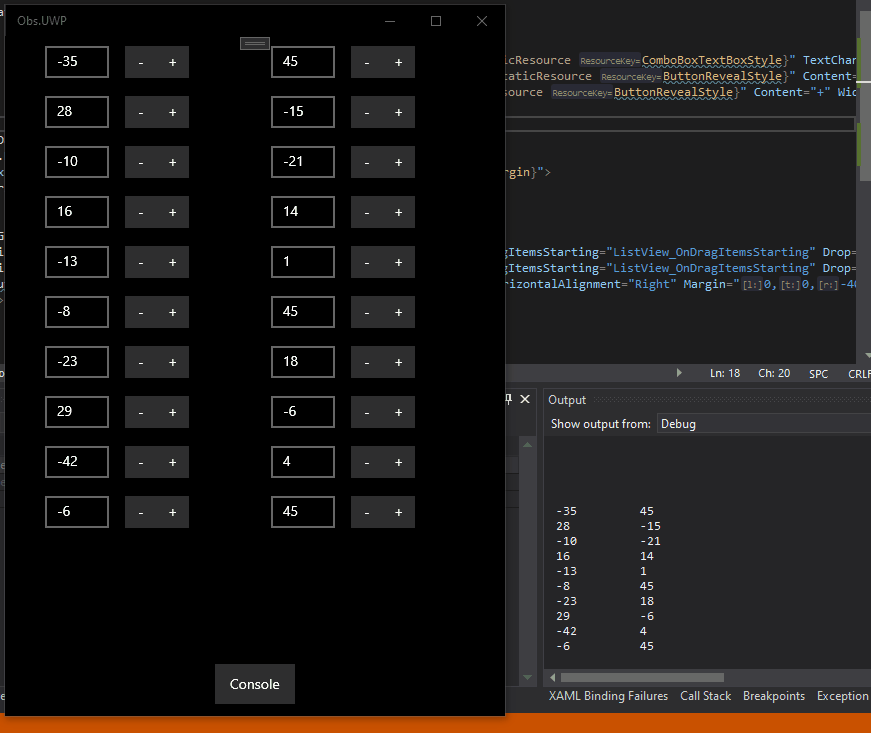 Obs.UWP
-35 - + 45 - +
28 - + -15 - +
-10 - + -21 - +
16 - + 14 - +
-13 - + 1 - +
-8 - + 45 - +
-23 - + 18 - +
29 - + -6 - +
-42 - + 4 - +
-6 - + 45 - +
Console
ticResource ResourceKey=ComboBoxTextBoxStyle}" TextChan
taticResource ResourceKey=ButtonRevealStyle}" Content=
source ResourceKey=ButtonRevealStyle}" Content="+" Wid
rgin}">
gItemsStarting="ListView_OnDragItemsStarting" Drop=
gItemsStarting="ListView_OnDragItemsStarting" Drop=
rizontalAlignment="Right" Margin="[l:]0,[t:]0,[r:]-40
Ln: 18 Ch: 20 SPC CRLF
Output
Show output from: Debug
-35 45
28 -15
-10 -21
16 14
-13 1
-8 45
-23 18
29 -6
-42 4
-6 45
XAML Binding Failures Call Stack Breakpoints Exception